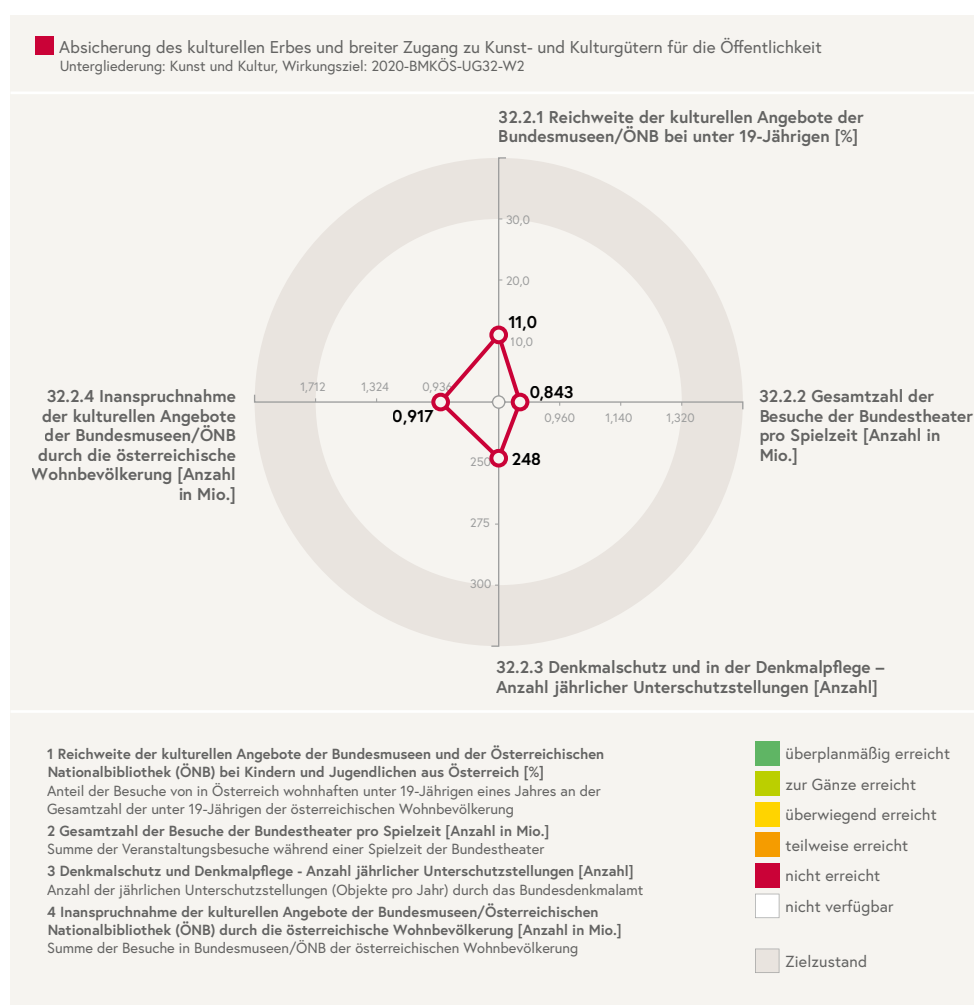 Absicherung des kulturellen Erbes und breiter Zugang zu Kunst- und Kulturgütern für die Öffentlichkeit
Untergliederung: Kunst und Kultur, Wirkungsziel: 2020-BMKÖS-UG32-W2
32.2.1 Reichweite der kulturellen Angebote der
Bundesmuseen/ÖNB bei unter 19-Jährigen [%]
30,0
20,0
11,0
10,0
32.2.4 Inanspruchnahme
der kulturellen Angebote
der Bundesmuseen/ÖNB
durch die österreichische
Wohnbevölkerung [Anzahl
in Mio.]
1,712
1,324
0,936
0,917
0,843
0,960
1,140
1,320
32.2.2 Gesamtzahl der
Besuche der Bundestheater
pro Spielzeit [Anzahl in
Mio.]
250
248
275
300
32.2.3 Denkmalschutz und in der Denkmalpflege –
Anzahl jährlicher Unterschutzstellungen [Anzahl]
1 Reichweite der kulturellen Angebote der Bundesmuseen und der Österreichischen
Nationalbibliothek (ÖNB) bei Kindern und Jugendlichen aus Österreich [%]
Anteil der Besuche von in Österreich wohnhaften unter 19-Jährigen eines Jahres an der
Gesamtzahl der unter 19-Jährigen der österreichischen Wohnbevölkerung
2 Gesamtzahl der Besuche der Bundestheater pro Spielzeit [Anzahl in Mio.]
Summe der Veranstaltungsbesuche während einer Spielzeit der Bundestheater
3 Denkmalschutz und Denkmalpflege - Anzahl jährlicher Unterschutzstellungen [Anzahl]
Anzahl der jährlichen Unterschutzstellungen (Objekte pro Jahr) durch das Bundesdenkmalamt
4 Inanspruchnahme der kulturellen Angebote der Bundesmuseen/Österreichischen
Nationalbibliothek (ÖNB) durch die österreichische Wohnbevölkerung [Anzahl in Mio.]
Summe der Besuche in Bundesmuseen/ÖNB der österreichischen Wohnbevölkerung
überplanmäßig erreicht
zur Gänze erreicht
überwiegend erreicht
teilweise erreicht
nicht erreicht
nicht verfügbar
Zielzustand